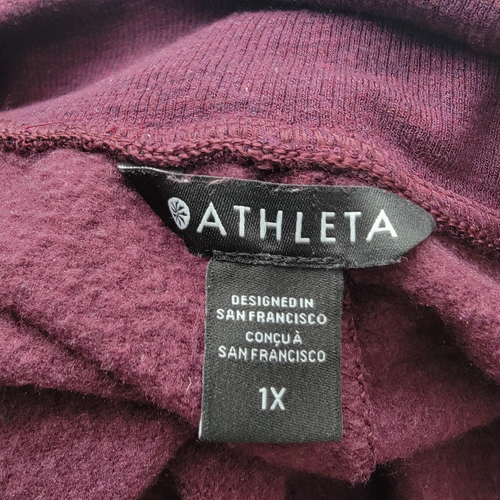 ATHLETA
DESIGNED IN
SAN FRANCISCO
CONÇU À
SAN FRANCISCO
1X